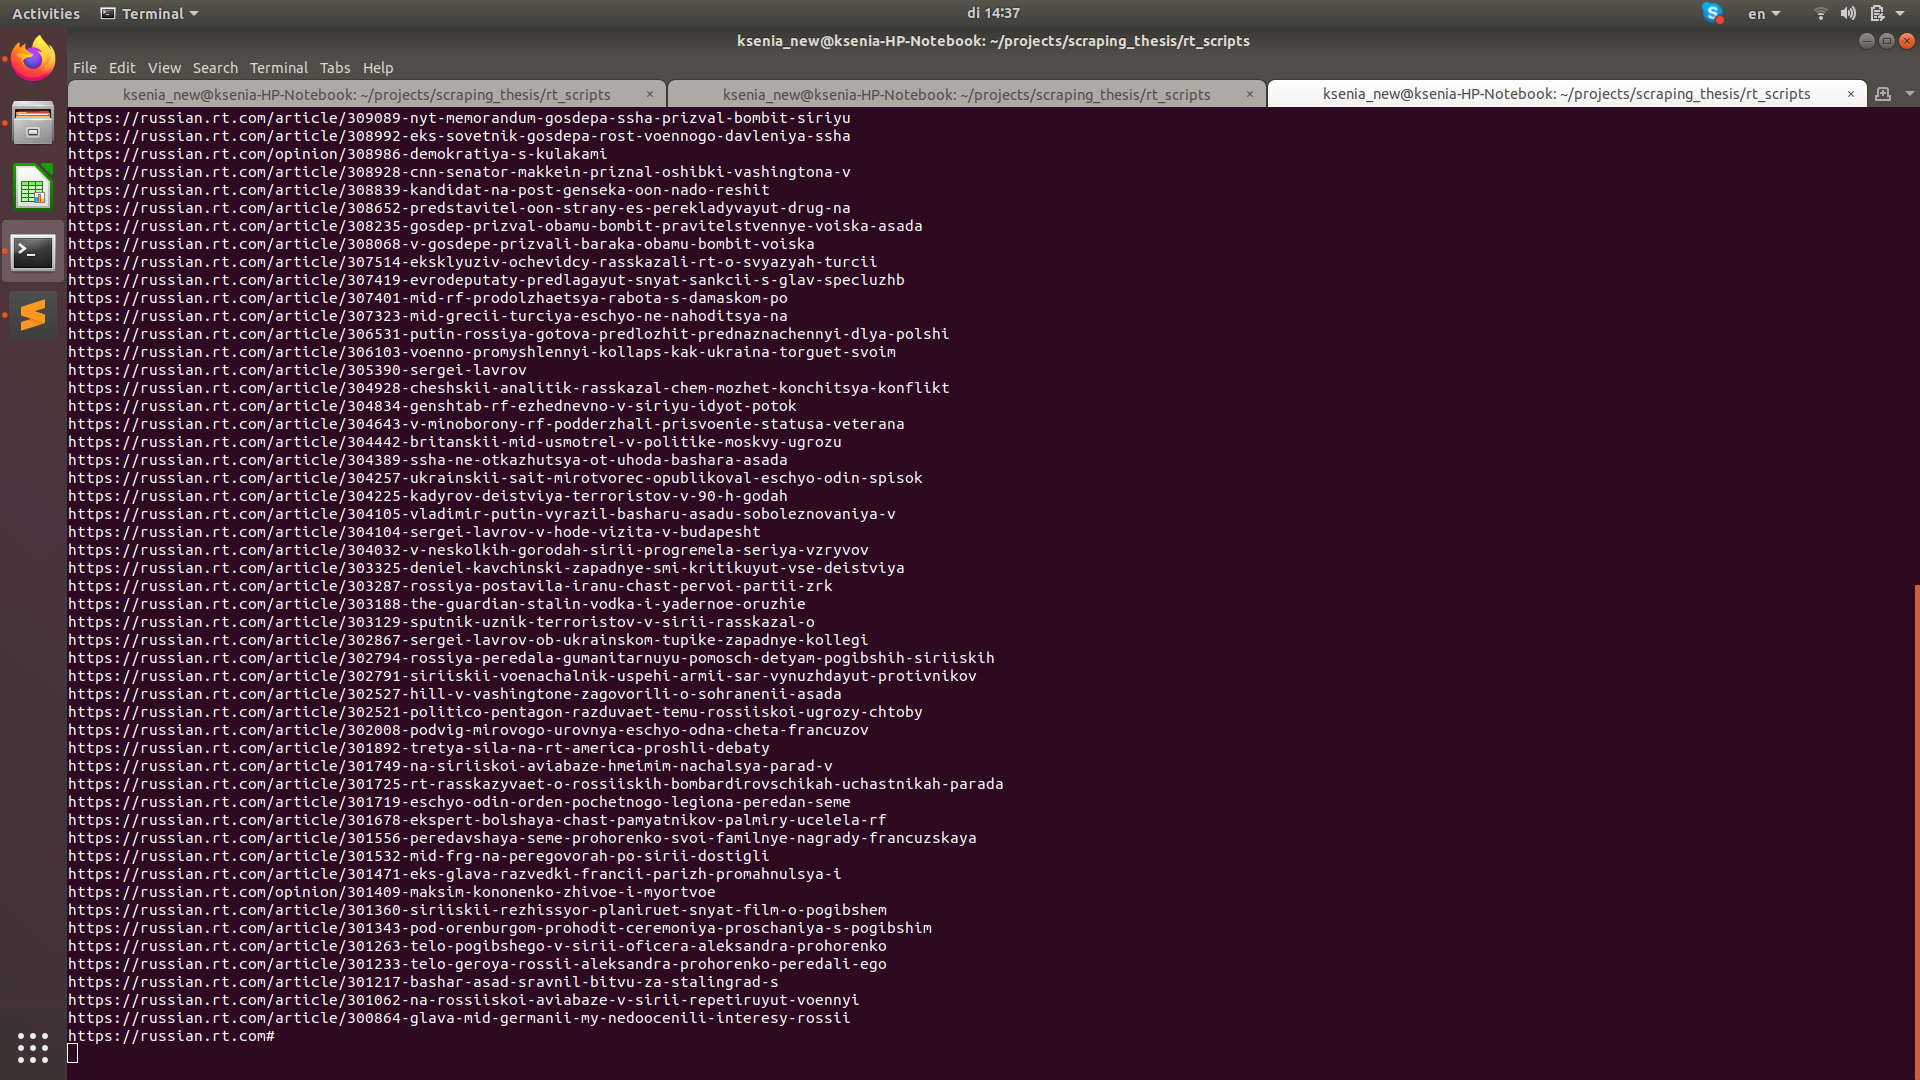 Activities Terminal di 14:37 en
ksenia_new@ksenia-HP-Notebook: ~/projects/scraping_thesis/rt_scripts
File Edit View Search Terminal Tabs Help
ksenia_new@ksenia-HP-Notebook: ~/projects/scraping_thesis/rt_scripts × ksenia_new@ksenia-HP-Notebook: ~/projects/scraping_thesis/rt_scripts × ksenia_new@ksenia-HP-Notebook: ~/projects/scraping_thesis/rt_scripts ×
https://russian.rt.com/article/309089-nyt-memorandum-gosdepa-ssha-prizval-bombit-siriyu
https://russian.rt.com/article/308992-eks-sovetnik-gosdepa-rost-voennogo-davleniya-ssha
https://russian.rt.com/opinion/308986-demokratiya-s-kulakami
https://russian.rt.com/article/308928-cnn-senator-makkein-priznal-oshibki-vashingtona-v
https://russian.rt.com/article/308839-kandidat-na-post-genseka-oon-nado-reshit
https://russian.rt.com/article/308652-predstavitel-oon-strany-es-perekladyvayut-drug-na
https://russian.rt.com/article/308235-gosdep-prizval-obamu-bombit-pravitelstvennye-voiska-asada
https://russian.rt.com/article/308068-v-gosdepe-prizvali-baraka-obamu-bombit-voiska
https://russian.rt.com/article/307514-eksklyuziv-ochevidcy-rasskazali-rt-o-svyazyah-turcii
https://russian.rt.com/article/307419-evrodeputaty-predlagayut-snyat-sankcii-s-glav-specluzhb
https://russian.rt.com/article/307401-mid-rf-prodolzhaetsya-rabota-s-damaskom-po
https://russian.rt.com/article/307323-mid-grecii-turciya-eschyo-ne-nahoditsya-na
https://russian.rt.com/article/306531-putin-rossiya-gotova-predlozhit-prednaznachennyi-dlya-polshi
https://russian.rt.com/article/306103-voenno-promyshlennyi-kollaps-kak-ukraina-torguet-svoim
https://russian.rt.com/article/305390-sergei-lavrov
https://russian.rt.com/article/304928-cheshskii-analitik-rasskazal-chem-mozhet-konchitsya-konflikt
https://russian.rt.com/article/304834-genshtab-rf-ezhednevno-v-siriyu-idyot-potok
https://russian.rt.com/article/304643-v-minoborony-rf-podderzhali-prisvoenie-statusa-veterana
https://russian.rt.com/article/304442-britanskii-mid-usmotrel-v-politike-moskvy-ugrozu
https://russian.rt.com/article/304389-ssha-ne-otkazhutsya-ot-uhoda-bashara-asada
https://russian.rt.com/article/304257-ukrainskii-sait-mirotvorec-opublikoval-eschyo-odin-spisok
https://russian.rt.com/article/304225-kadyrov-deistviya-terroristov-v-90-h-godah
https://russian.rt.com/article/304105-vladimir-putin-vyrazil-basharu-asadu-soboleznovaniya-v
https://russian.rt.com/article/304104-sergei-lavrov-v-hode-vizita-v-budapesht
https://russian.rt.com/article/304032-v-neskolkih-gorodah-sirii-progremela-seriya-vzryvov
https://russian.rt.com/article/303325-deniel-kavchinski-zapadnye-smi-kritikuyut-vse-deistviya
https://russian.rt.com/article/303287-rossiya-postavila-iranu-chast-pervoi-partii-zrk
https://russian.rt.com/article/303188-the-guardian-stalin-vodka-i-yadernoe-oruzhie
https://russian.rt.com/article/303129-sputnik-uznik-terroristov-v-sirii-rasskazal-o
https://russian.rt.com/article/302867-sergei-lavrov-ob-ukrainskom-tupike-zapadnye-kollegi
https://russian.rt.com/article/302794-rossiya-peredala-gumanitarnuyu-pomosch-detyam-pogibshih-siriiskih
https://russian.rt.com/article/302791-siriiskii-voenachalnik-uspehi-armii-sar-vynuzhdayut-protivnikov
https://russian.rt.com/article/302527-hill-v-vashingtone-zagovorili-o-sohranenii-asada
https://russian.rt.com/article/302521-politico-pentagon-razduvaet-temu-rossiiskoi-ugrozy-chtoby
https://russian.rt.com/article/302008-podvig-mirovogo-urovnya-eschyo-odna-cheta-francuzov
https://russian.rt.com/article/301892-tretya-sila-na-rt-america-proshli-debaty
https://russian.rt.com/article/301749-na-siriiskoi-aviabaze-hmeimim-nachalsya-parad-v
https://russian.rt.com/article/301725-rt-rasskazyvaet-o-rossiiskih-bombardirovschikah-uchastnikah-parada
https://russian.rt.com/article/301719-eschyo-odin-orden-pochetnogo-legiona-peredan-seme
https://russian.rt.com/article/301678-ekspert-bolshaya-chast-pamyatnikov-palmiry-ucelela-rf
https://russian.rt.com/article/301556-peredavshaya-seme-prohorenko-svoi-familnye-nagrady-francuzskaya
https://russian.rt.com/article/301532-mid-frg-na-peregovorah-po-sirii-dostigli
https://russian.rt.com/article/301471-eks-glava-razvedki-francii-parizh-promahnulsya-i
https://russian.rt.com/opinion/301409-maksim-kononenko-zhivoe-i-myortvoe
https://russian.rt.com/article/301360-siriiskii-rezhissyor-planiruet-snyat-film-o-pogibshem
https://russian.rt.com/article/301343-pod-orenburgom-prohodit-ceremoniya-proschaniya-s-pogibshim
https://russian.rt.com/article/301263-telo-pogibshego-v-sirii-oficera-aleksandra-prohorenko
https://russian.rt.com/article/301233-telo-geroya-rossii-aleksandra-prohorenko-peredali-ego
https://russian.rt.com/article/301217-bashar-asad-sravnil-bitvu-za-stalingrad-s
https://russian.rt.com/article/301062-na-rossiiskoi-aviabaze-v-sirii-repetiruyut-voennyi
https://russian.rt.com/article/300864-glava-mid-germanii-my-nedoocenili-interesy-rossii
https://russian.rt.com#